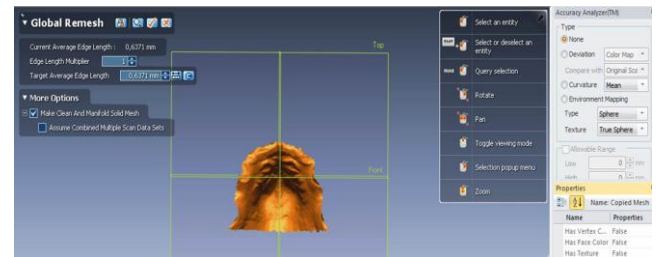 Global Remesh
Current Average Edge Length : 0,6371 mm
Edge Length Multiplier 1
Target Average Edge Length 0,6371 mm
More Options
Make Clean And Manifold Solid Mesh
Assume Combined Multiple Scan Data Sets
Top
Front
Select an entity
Select or deselect an
entity
Query selection
Rotate
Pan
Toggle viewing mode
Selection popup menu
Zoom
Accuracy Analyzer(TM)
Type
None
Deviation Color Map
Compare with Original Sca
Curvature Mean
Environment Mapping
Type Sphere
Texture True Sphere
Allowable Range
Low 0 mm
High 0
Properties
Name: Copied Mesh
Name Properties
Has Vertex C... False
Has Face Color False
Has Texture False